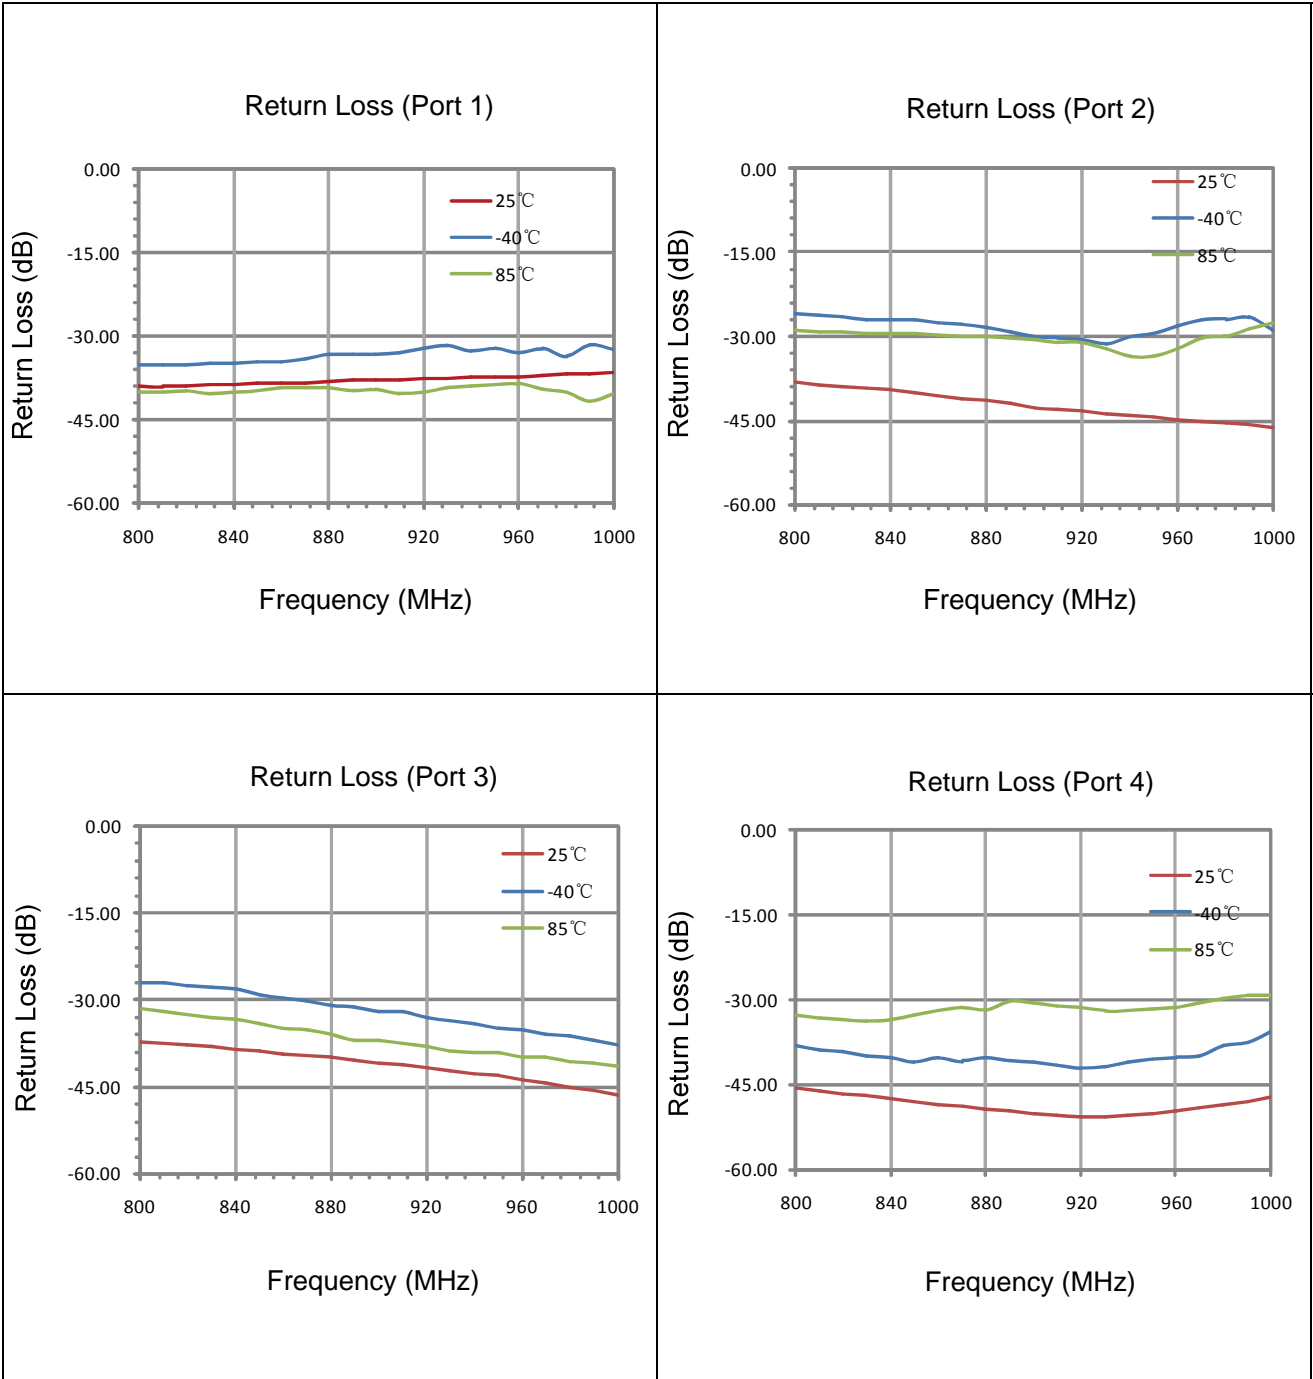 Return Loss (Port 1)
Return Loss (dB)
0.00
-15.00
-30.00
-45.00
-60.00
25℃
-40℃
85℃
800 840 880 920 960 1000
Frequency (MHz)
Return Loss (Port 2)
Return Loss (dB)
0.00
-15.00
-30.00
-45.00
-60.00
25℃
-40℃
85℃
800 840 880 920 960 1000
Frequency (MHz)
Return Loss (Port 3)
Return Loss (dB)
0.00
-15.00
-30.00
-45.00
-60.00
25℃
-40℃
85℃
800 840 880 920 960 1000
Frequency (MHz)
Return Loss (Port 4)
Return Loss (dB)
0.00
-15.00
-30.00
-45.00
-60.00
25℃
-40℃
85℃
800 840 880 920 960 1000
Frequency (MHz)